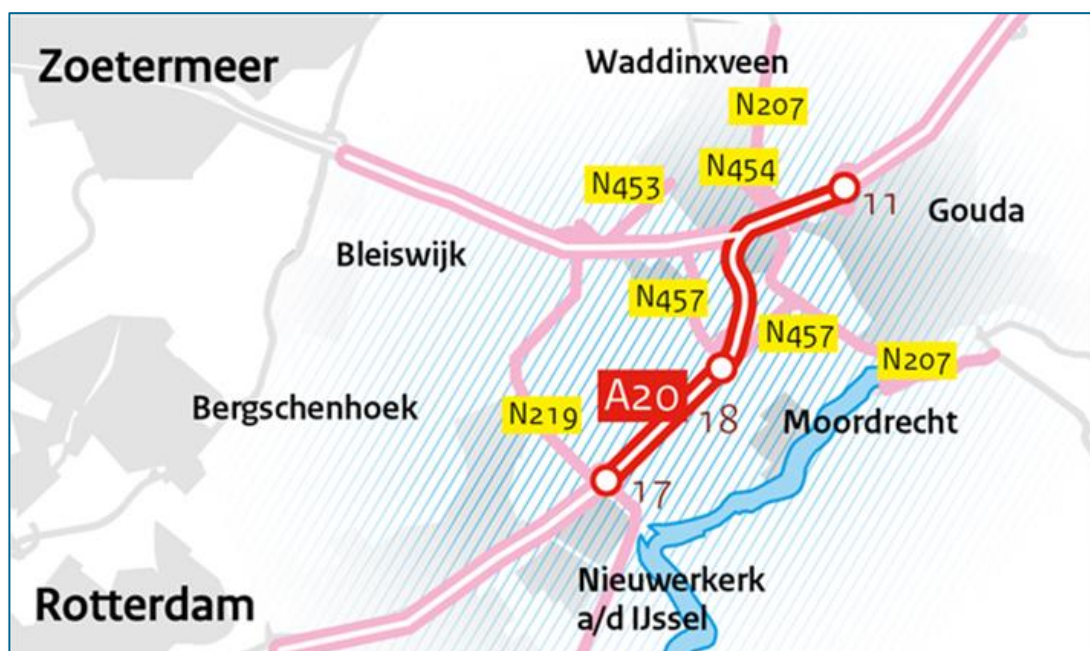 Zoetermeer
Waddinxveen
N207
N454
N453
11
Gouda
Bleiswijk
N457
N457
N207
A20
Bergschenhoek
N219
18
Moordrecht
17
Nieuwerkerk
a/d IJssel
Rotterdam